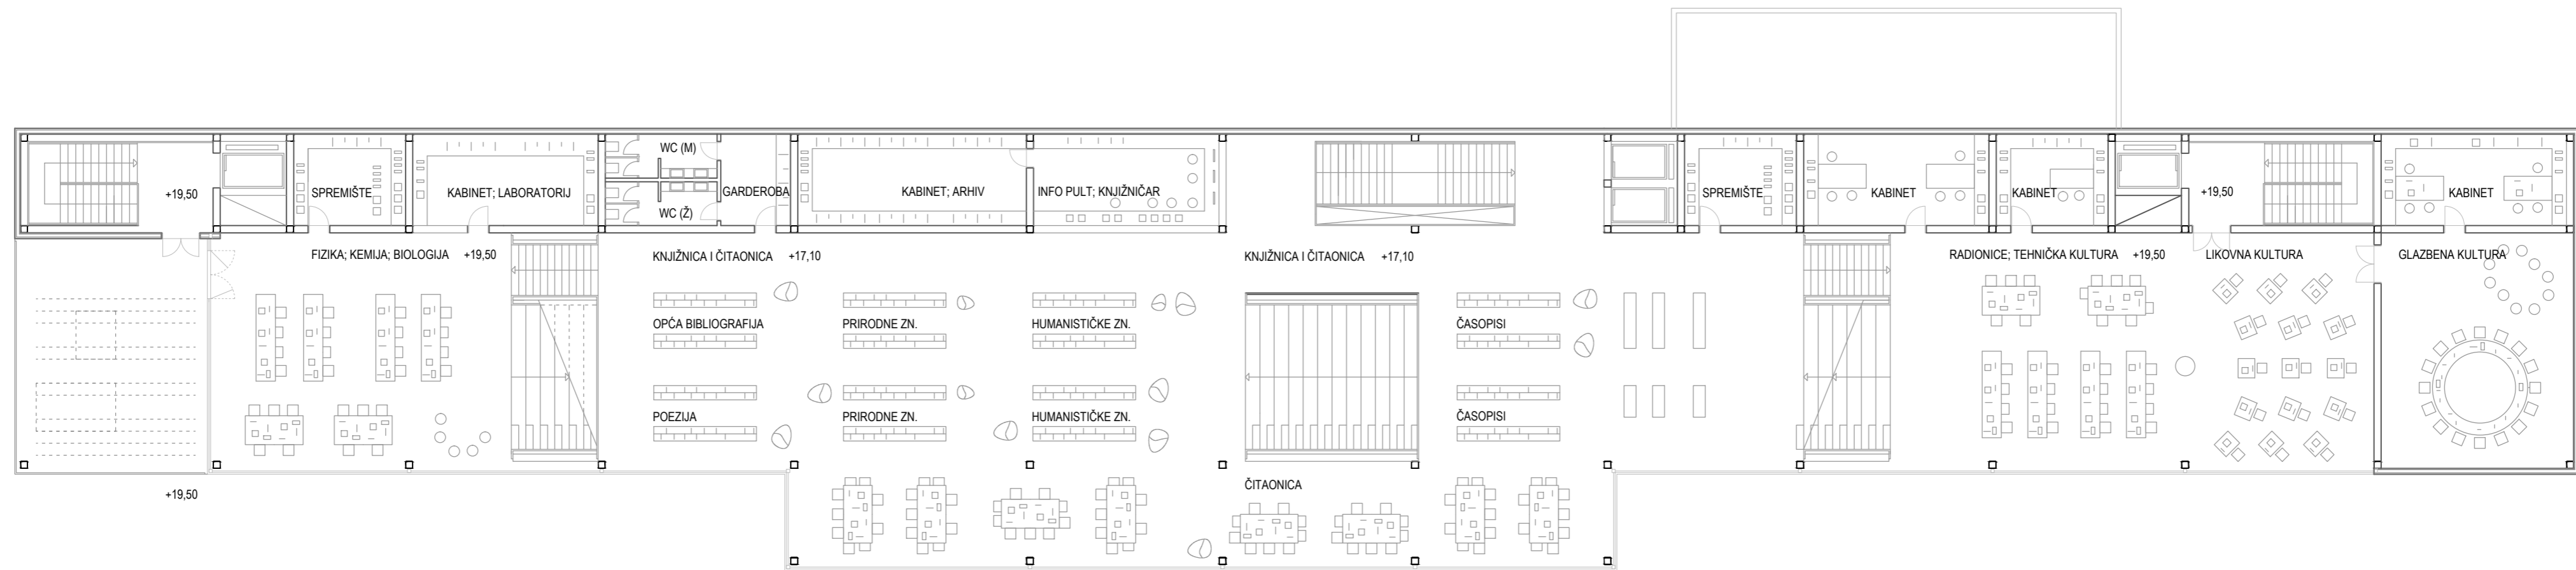 WC (M)
+19,50
SPREMIŠTE
KABINET; LABORATORIJ
GARDEROBA
KABINET; ARHIV
INFO PULT; KNJIŽNIČAR
SPREMIŠTE
KABINET
KABINET
+19,50
KABINET
WC (Ž)
FIZIKA; KEMIJA; BIOLOGIJA +19,50
KNJIŽNICA I ČITAONICA +17,10
KNJIŽNICA I ČITAONICA +17,10
RADIONICE; TEHNIČKA KULTURA +19,50
LIKOVNA KULTURA
GLAZBENA KULTURA
OPĆA BIBLIOGRAFIJA
PRIRODNE ZN.
HUMANISTIČKE ZN.
ČASOPISI
POEZIJA
PRIRODNE ZN.
HUMANISTIČKE ZN.
ČASOPISI
ČITAONICA
+19,50